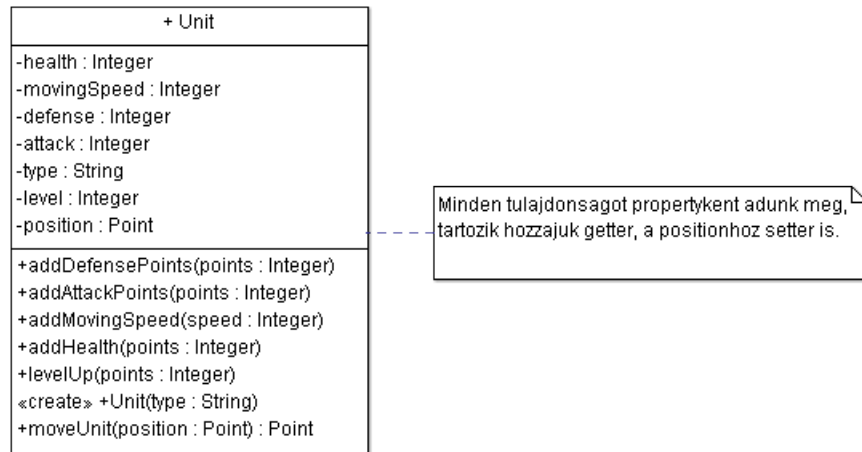 + Unit
-health : Integer
-movingSpeed : Integer
-defense : Integer
-attack : Integer
-type : String
-level : Integer
-position : Point
+addDefensePoints(points : Integer)
+addAttackPoints(points : Integer)
+addMovingSpeed(speed : Integer)
+addHealth(points : Integer)
+levelUp(points : Integer)
«create» +Unit(type : String)
+moveUnit(position : Point) : Point
Minden tulajdonsagot propertykent adunk meg,
tartozik hozzajuk getter, a positionhoz setter is.